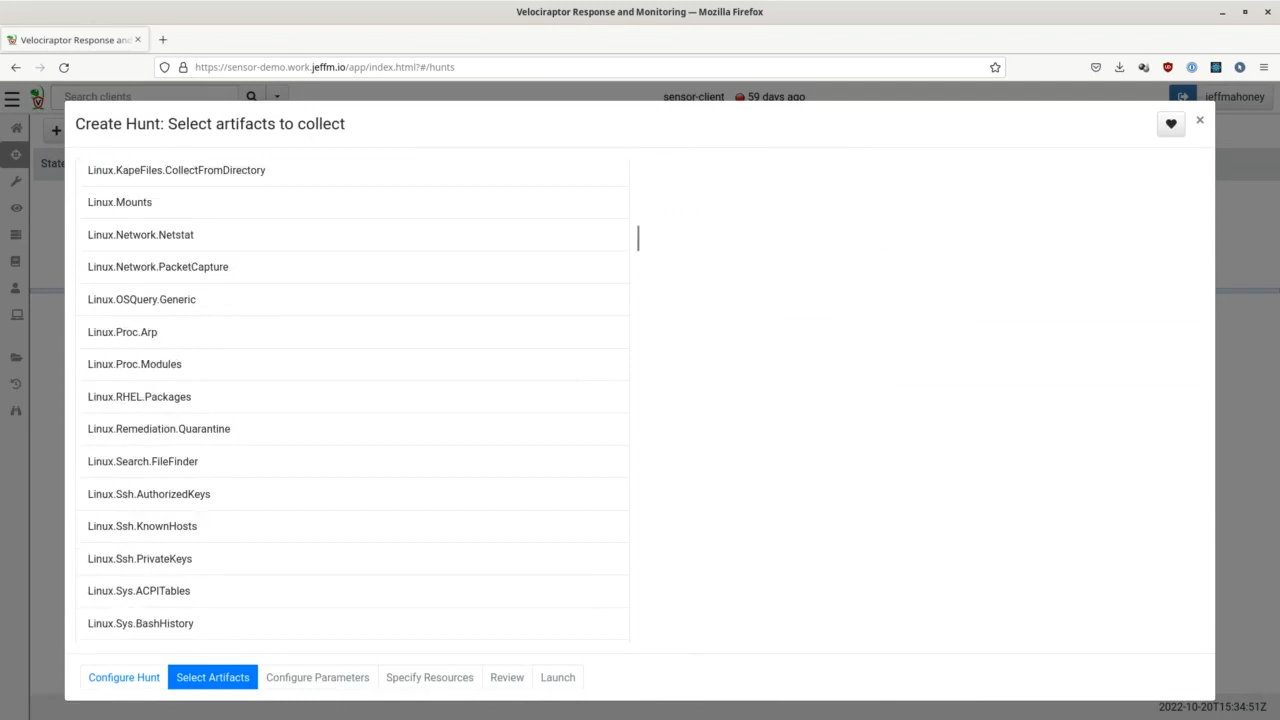 Velociraptor Response and Monitoring — Mozilla Firefox
Velociraptor Response and
https://sensor-demo.work.jeffm.io/app/index.html?#/hunts
Search clients
sensor-client 59 days ago
jeffmahoney
Create Hunt: Select artifacts to collect
State
Linux.KapeFiles.CollectFromDirectory
Linux.Mounts
Linux.Network.Netstat
Linux.Network.PacketCapture
Linux.OSQuery.Generic
Linux.Proc.Arp
Linux.Proc.Modules
Linux.RHEL.Packages
Linux.Remediation.Quarantine
Linux.Search.FileFinder
Linux.Ssh.AuthorizedKeys
Linux.Ssh.KnownHosts
Linux.Ssh.PrivateKeys
Linux.Sys.ACPITables
Linux.Sys.BashHistory
Configure Hunt Select Artifacts Configure Parameters Specify Resources Review Launch
2022-10-20T15:34:51Z